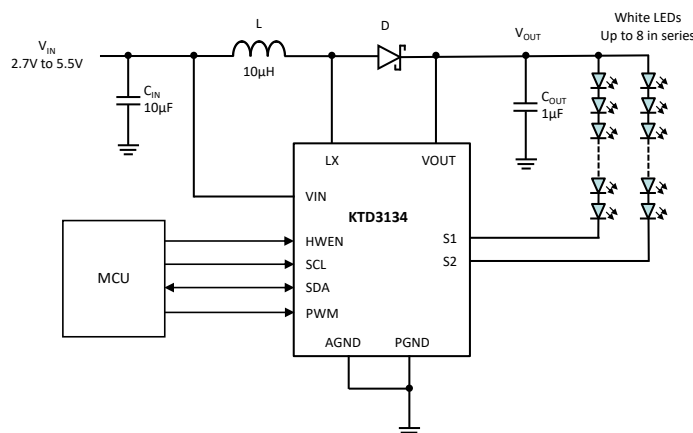 White LEDs
Up to 8 in series
L
D
VIN
2.7V to 5.5V
VOUT
10µH
CIN
10µF
COUT
1µF
LX
VOUT
VIN
KTD3134
MCU
HWEN
SCL
SDA
PWM
S1
S2
AGND
PGND